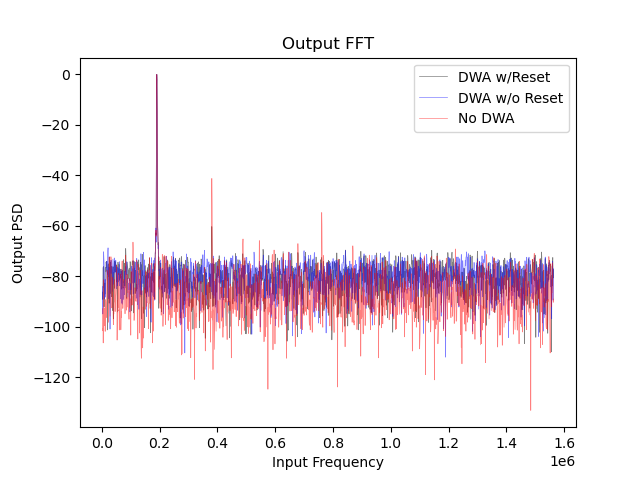 Output FFT
DWA w/Reset
DWA w/o Reset
No DWA
0
−20
−40
−60
−80
−100
−120
Output PSD
0.0 0.2 0.4 0.6 0.8 1.0 1.2 1.4 1.6
1e6
Input Frequency